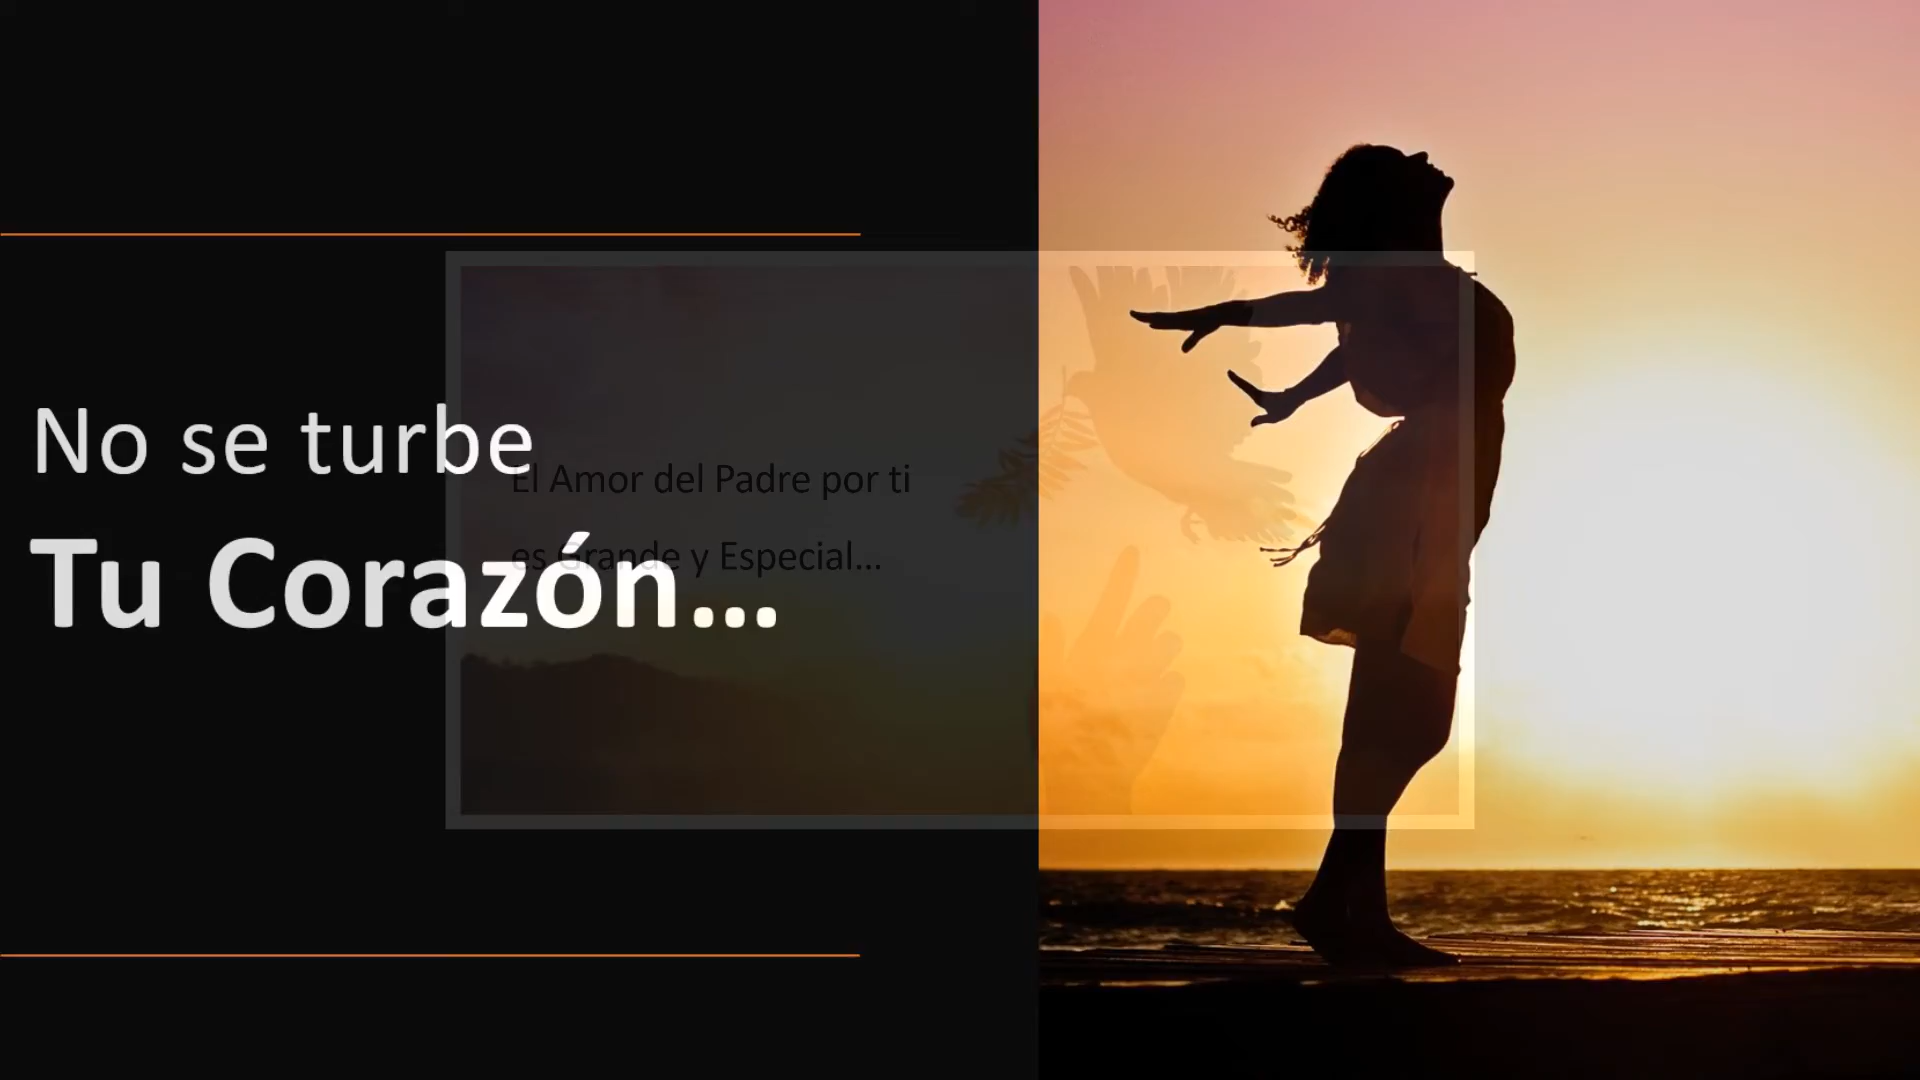 No se turbe
Tu Corazón...
El Amor del Padre por ti
es Grande y Especial...